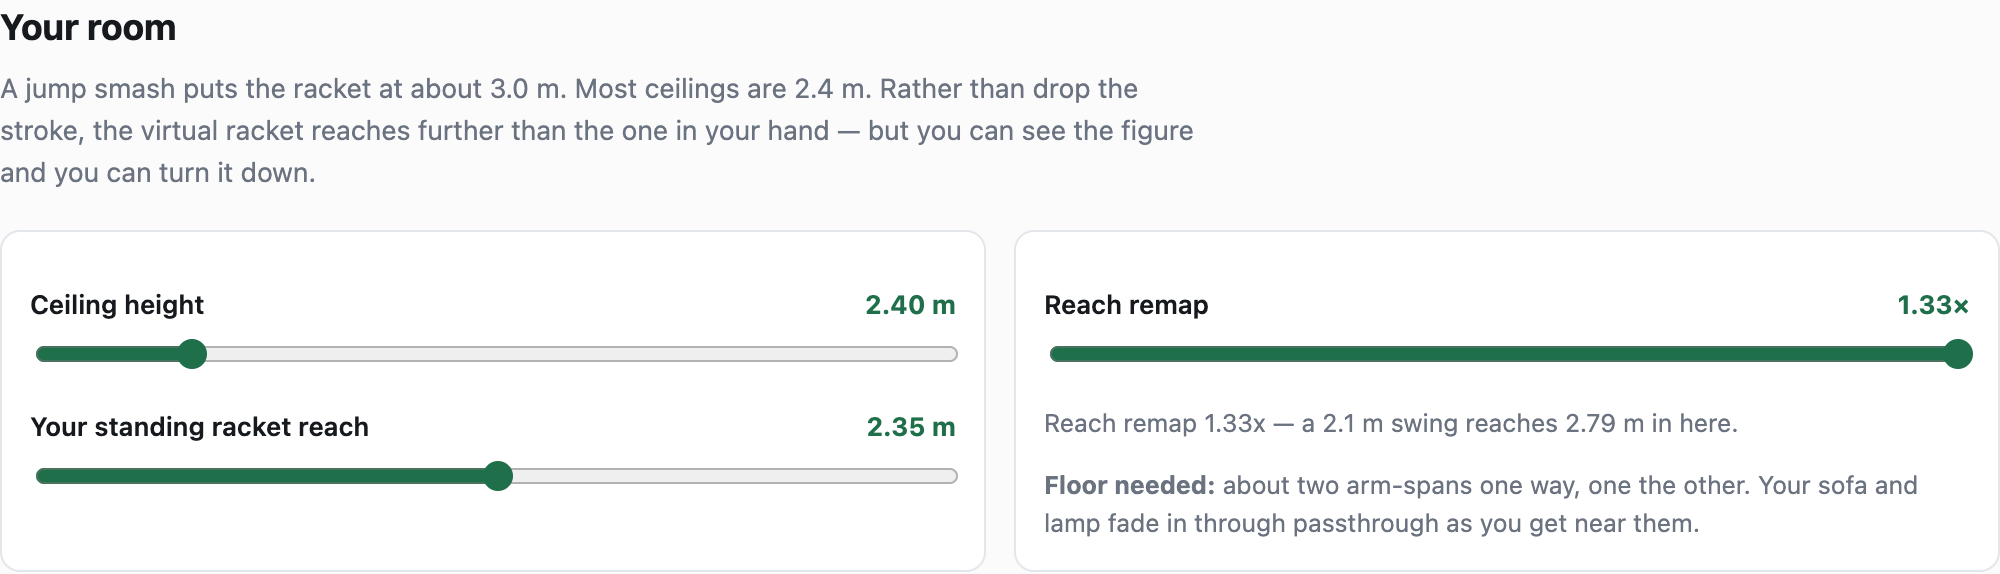 Your room
A jump smash puts the racket at about 3.0 m. Most ceilings are 2.4 m. Rather than drop the
stroke, the virtual racket reaches further than the one in your hand — but you can see the figure
and you can turn it down.
Ceiling height 2.40 m
Your standing racket reach 2.35 m
Reach remap 1.33×
Reach remap 1.33x — a 2.1 m swing reaches 2.79 m in here.
Floor needed: about two arm-spans one way, one the other. Your sofa and
lamp fade in through passthrough as you get near them.